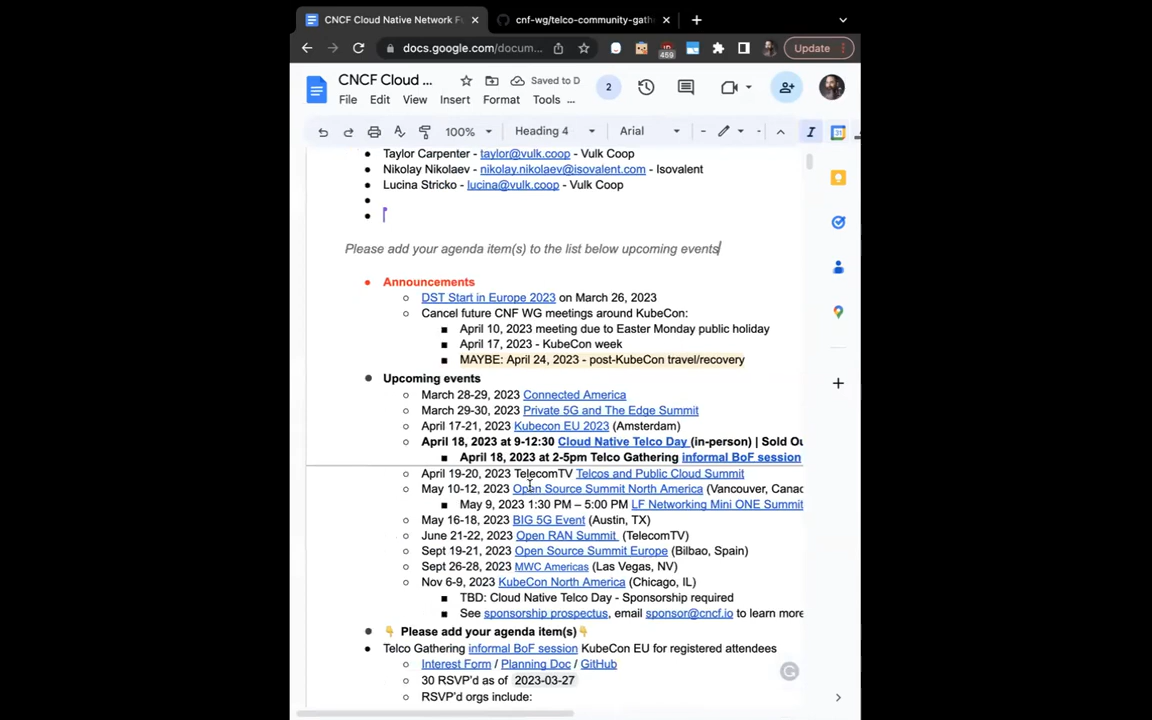 CNCF Cloud Native Network F
cnf-wg/telco-community-gath
docs.google.com/docum...
459
Update
CNCF Cloud ...
Saved to D
2
File Edit View Insert Format Tools ...
100% Heading 4 Arial
Taylor Carpenter - taylor@vulk.coop - Vulk Coop
Nikolay Nikolaev - nikolay.nikolaev@isovalent.com - Isovalent
Lucina Stricko - lucina@vulk.coop - Vulk Coop
Please add your agenda item(s) to the list below upcoming events
Announcements
DST Start in Europe 2023 on March 26, 2023
Cancel future CNF WG meetings around KubeCon:
April 10, 2023 meeting due to Easter Monday public holiday
April 17, 2023 - KubeCon week
MAYBE: April 24, 2023 - post-KubeCon travel/recovery
Upcoming events
March 28-29, 2023 Connected America
March 29-30, 2023 Private 5G and The Edge Summit
April 17-21, 2023 Kubecon EU 2023 (Amsterdam)
April 18, 2023 at 9-12:30 Cloud Native Telco Day (in-person) | Sold Ou
April 18, 2023 at 2-5pm Telco Gathering informal BoF session
April 19-20, 2023 TelecomTV Telcos and Public Cloud Summit
May 10-12, 2023 Open Source Summit North America (Vancouver, Canad
May 9, 2023 1:30 PM – 5:00 PM LF Networking Mini ONE Summit
May 16-18, 2023 BIG 5G Event (Austin, TX)
June 21-22, 2023 Open RAN Summit (TelecomTV)
Sept 19-21, 2023 Open Source Summit Europe (Bilbao, Spain)
Sept 26-28, 2023 MWC Americas (Las Vegas, NV)
Nov 6-9, 2023 KubeCon North America (Chicago, IL)
TBD: Cloud Native Telco Day - Sponsorship required
See sponsorship prospectus, email sponsor@cncf.io to learn more
👇 Please add your agenda item(s)👇
Telco Gathering informal BoF session KubeCon EU for registered attendees
Interest Form / Planning Doc / GitHub
30 RSVP'd as of 2023-03-27
RSVP'd orgs include: